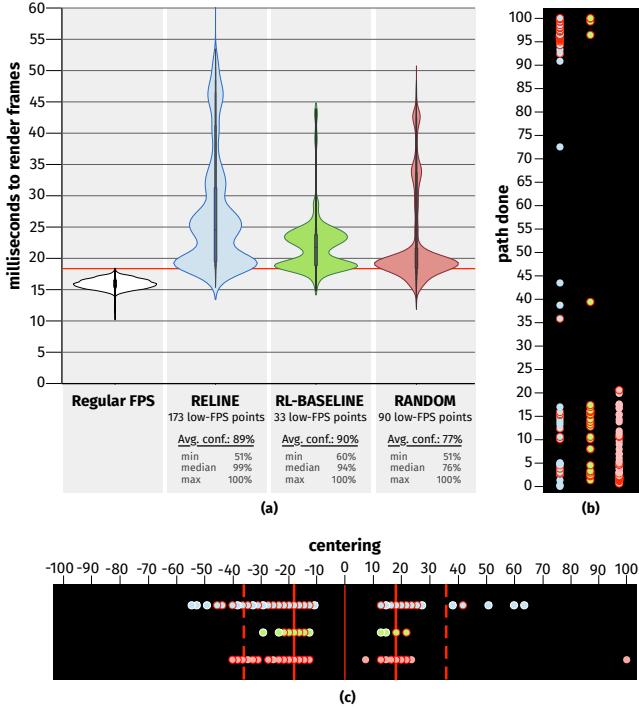 milliseconds to render frames
60
55
50
45
40
35
30
25
20
15
10
5
0
Regular FPS
RELINE
173 low-FPS points
Avg. conf.: 89%
min 51%
median 99%
max 100%
RL-BASELINE
33 low-FPS points
Avg. conf.: 90%
min 60%
median 94%
max 100%
RANDOM
90 low-FPS points
Avg. conf.: 77%
min 51%
median 76%
max 100%
(a)
path done
100
95
90
85
80
75
70
65
60
55
50
45
40
35
30
25
20
15
10
5
0
(b)
centering
-100 -90 -80 -70 -60 -50 -40 -30 -20 -10 0 10 20 30 40 50 60 70 80 90 100
(c)